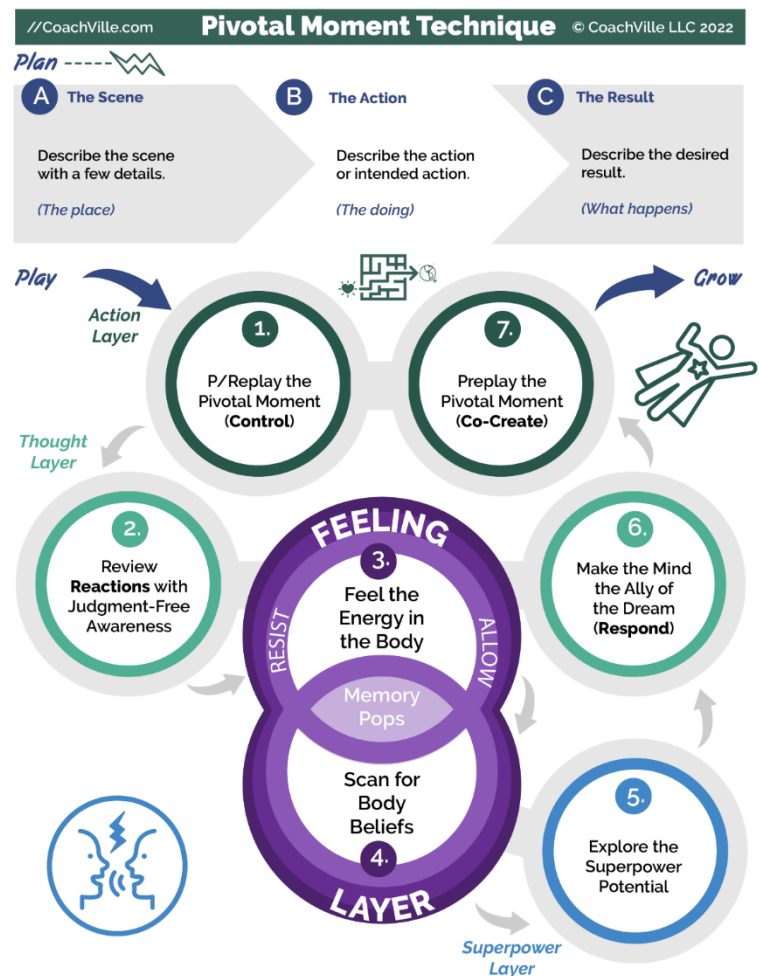 //CoachVille.com
Pivotal Moment Technique
© CoachVille LLC 2022
Plan
A
The Scene
Describe the scene
with a few details.
(The place)
B
The Action
Describe the action
or intended action.
(The doing)
C
The Result
Describe the desired
result.
(What happens)
Play
Grow
Action
Layer
1.
P/Replay the
Pivotal Moment
(Control)
7.
Preplay the
Pivotal Moment
(Co-Create)
Thought
Layer
2.
Review
Reactions with
Judgment-Free
Awareness
FEELING
3.
Feel the
Energy in
the Body
RESIST
ALLOW
Memory
Pops
Scan for
Body
Beliefs
4.
LAYER
6.
Make the Mind
the Ally of
the Dream
(Respond)
5.
Explore the
Superpower
Potential
Superpower
Layer